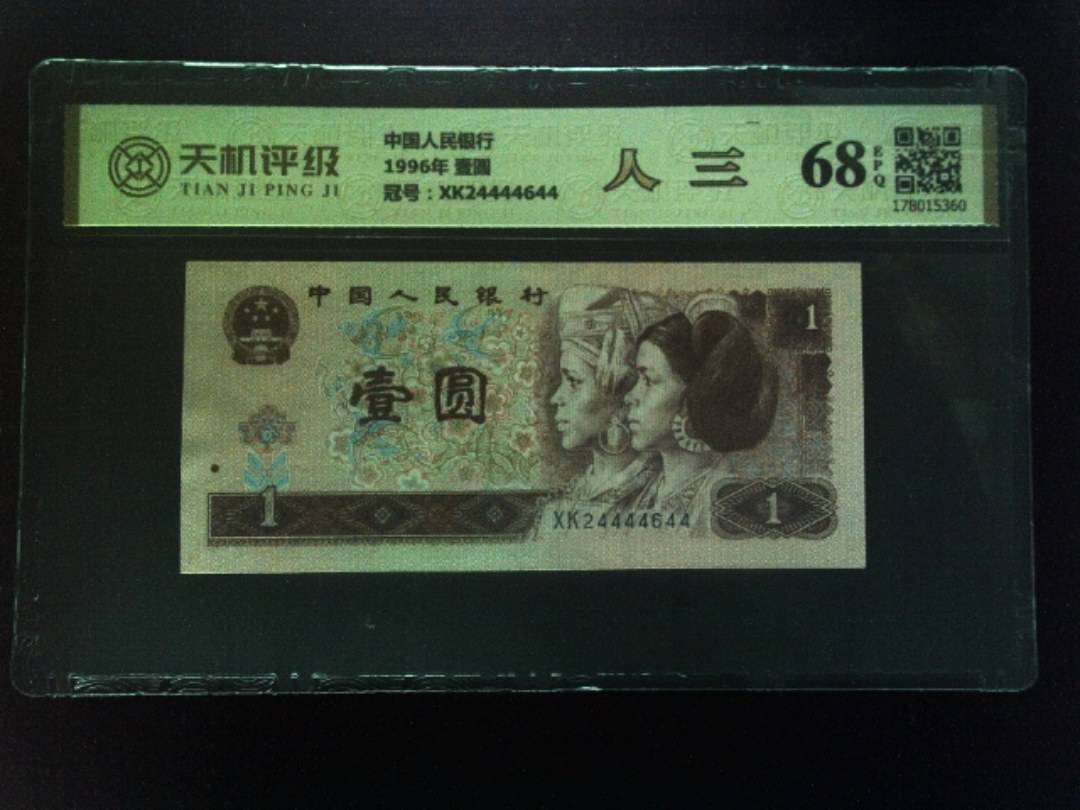 天机评级
TIAN JI PING JI
中国人民银行
1996年 壹圆
冠号：XK24444644
人 三
68
EPQ
178015360
中国人民银行
壹圆
1
1
XK24444644
1